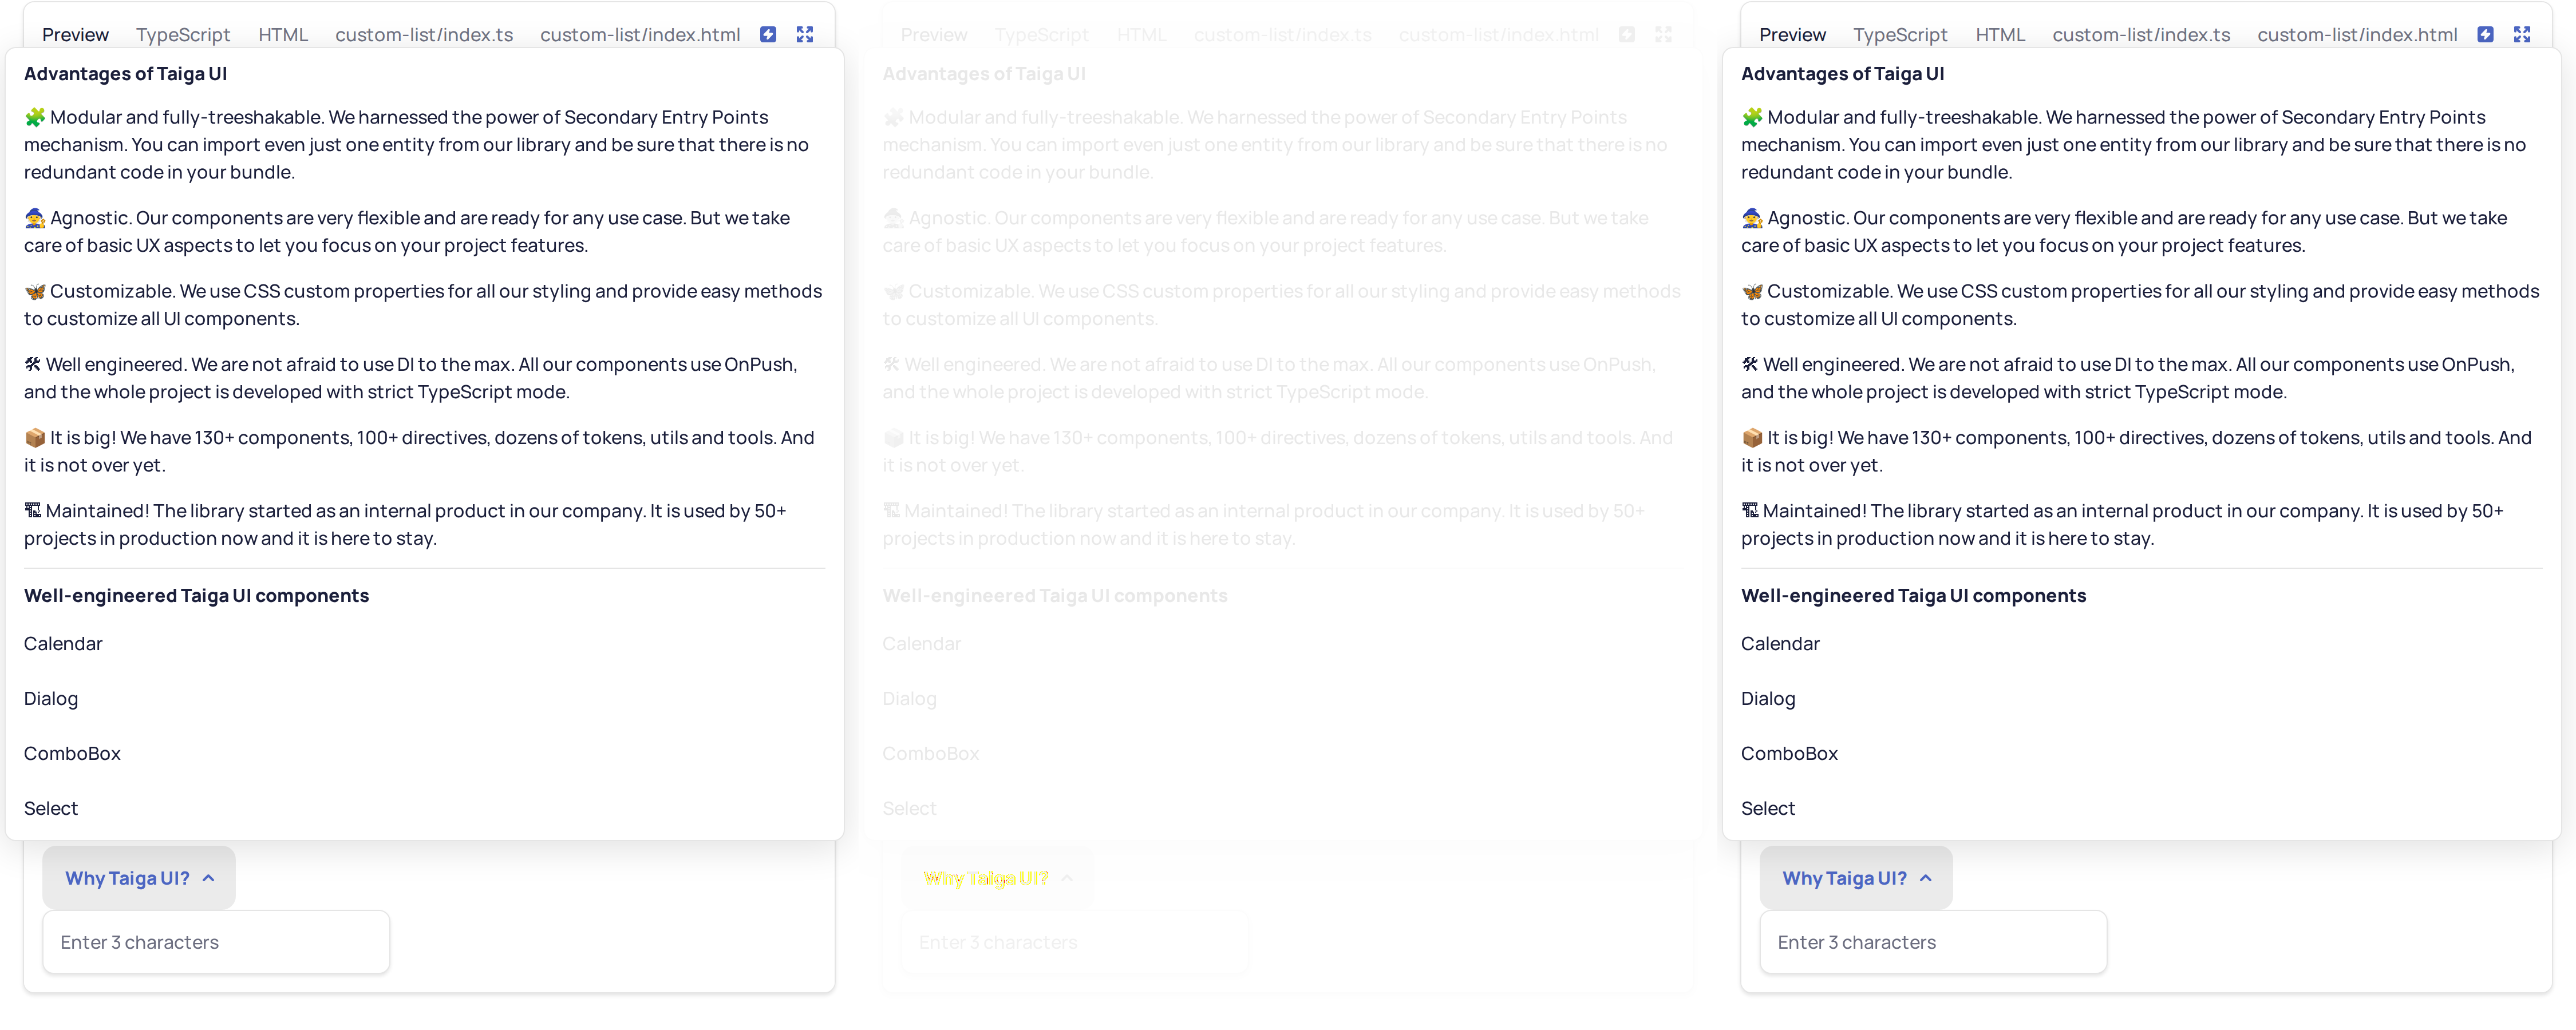 Preview TypeScript HTML custom-list/index.ts custom-list/index.html
Advantages of Taiga UI
🧩 Modular and fully-treeshakable. We harnessed the power of Secondary Entry Points
mechanism. You can import even just one entity from our library and be sure that there is no
redundant code in your bundle.
🧙 Agnostic. Our components are very flexible and are ready for any use case. But we take
care of basic UX aspects to let you focus on your project features.
🦋 Customizable. We use CSS custom properties for all our styling and provide easy methods
to customize all UI components.
🛠 Well engineered. We are not afraid to use DI to the max. All our components use OnPush,
and the whole project is developed with strict TypeScript mode.
📦 It is big! We have 130+ components, 100+ directives, dozens of tokens, utils and tools. And
it is not over yet.
🏗 Maintained! The library started as an internal product in our company. It is used by 50+
projects in production now and it is here to stay.
Well-engineered Taiga UI components
Calendar
Dialog
ComboBox
Select
Why Taiga UI?
Enter 3 characters
Preview TypeScript HTML custom-list/index.ts custom-list/index.html
Advantages of Taiga UI
🧩 Modular and fully-treeshakable. We harnessed the power of Secondary Entry Points
mechanism. You can import even just one entity from our library and be sure that there is no
redundant code in your bundle.
🧙 Agnostic. Our components are very flexible and are ready for any use case. But we take
care of basic UX aspects to let you focus on your project features.
🦋 Customizable. We use CSS custom properties for all our styling and provide easy methods
to customize all UI components.
🛠 Well engineered. We are not afraid to use DI to the max. All our components use OnPush,
and the whole project is developed with strict TypeScript mode.
📦 It is big! We have 130+ components, 100+ directives, dozens of tokens, utils and tools. And
it is not over yet.
🏗 Maintained! The library started as an internal product in our company. It is used by 50+
projects in production now and it is here to stay.
Well-engineered Taiga UI components
Calendar
Dialog
ComboBox
Select
Why Taiga UI?
Enter 3 characters
Preview TypeScript HTML custom-list/index.ts custom-list/index.html
Advantages of Taiga UI
🧩 Modular and fully-treeshakable. We harnessed the power of Secondary Entry Points
mechanism. You can import even just one entity from our library and be sure that there is no
redundant code in your bundle.
🧙 Agnostic. Our components are very flexible and are ready for any use case. But we take
care of basic UX aspects to let you focus on your project features.
🦋 Customizable. We use CSS custom properties for all our styling and provide easy methods
to customize all UI components.
🛠 Well engineered. We are not afraid to use DI to the max. All our components use OnPush,
and the whole project is developed with strict TypeScript mode.
📦 It is big! We have 130+ components, 100+ directives, dozens of tokens, utils and tools. And
it is not over yet.
🏗 Maintained! The library started as an internal product in our company. It is used by 50+
projects in production now and it is here to stay.
Well-engineered Taiga UI components
Calendar
Dialog
ComboBox
Select
Why Taiga UI?
Enter 3 characters